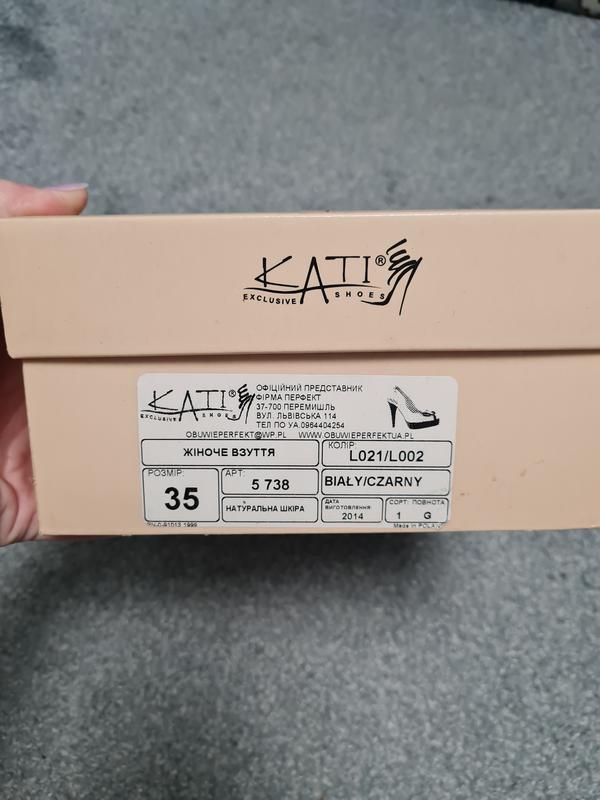 KATI®
EXCLUSIVE SHOES
KATI®
EXCLUSIVE SHOES
ОФІЦІЙНИЙ ПРЕДСТАВНИК
ФІРМА ПЕРФЕКТ
37-700 ПЕРЕМИШЛЬ
ВУЛ. ЛЬВІВСЬКА 114
ТЕЛ ПО УА.0964404254
OBUWIEPERFEKT@WP.PL WWW.OBUWIEPERFEKTUA.PL
ЖІНОЧЕ ВЗУТТЯ
КОЛІР:
L021/L002
РОЗМІР:
35
АРТ:
5 738
BIAŁY/CZARNY
НАТУРАЛЬНА ШКІРА
ДАТА ВИГОТОВЛЕННЯ:
2014
СОРТ: ПОВНОТА
1 G
1999
Made in POLAND